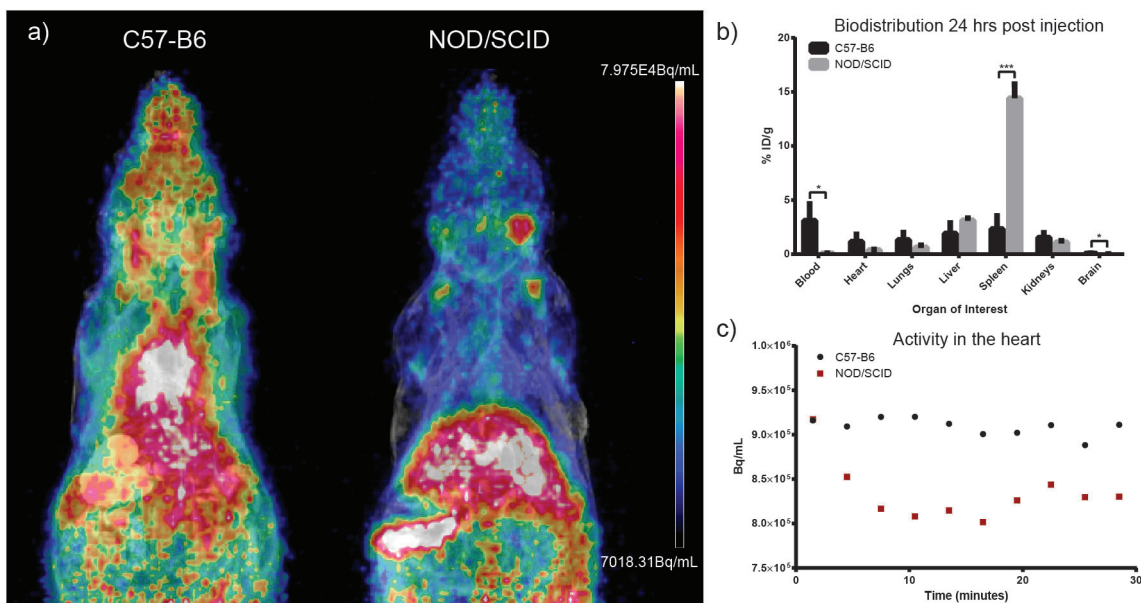 a)
C57-B6
NOD/SCID
7.975E4Bq/mL
7018.31Bq/mL
b)
Biodistribution 24 hrs post injection
C57-B6
NOD/SCID
% ID/g
20
15
10
5
0
*
***
*
Blood
Heart
Lungs
Liver
Spleen
Kidneys
Brain
Organ of Interest
c)
Activity in the heart
C57-B6
NOD/SCID
Bq/mL
1.0×10⁶
9.5×10⁵
9.0×10⁵
8.5×10⁵
8.0×10⁵
7.5×10⁵
0 10 20 30
Time (minutes)